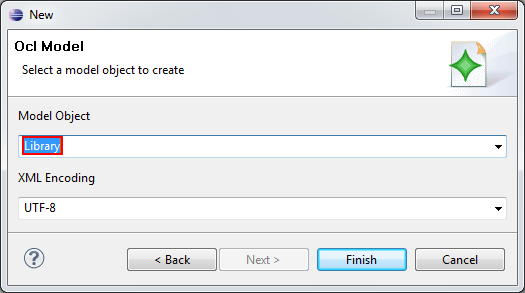 New
Ocl Model
Select a model object to create
Model Object
Library
XML Encoding
UTF-8
?
< Back Next > Finish Cancel